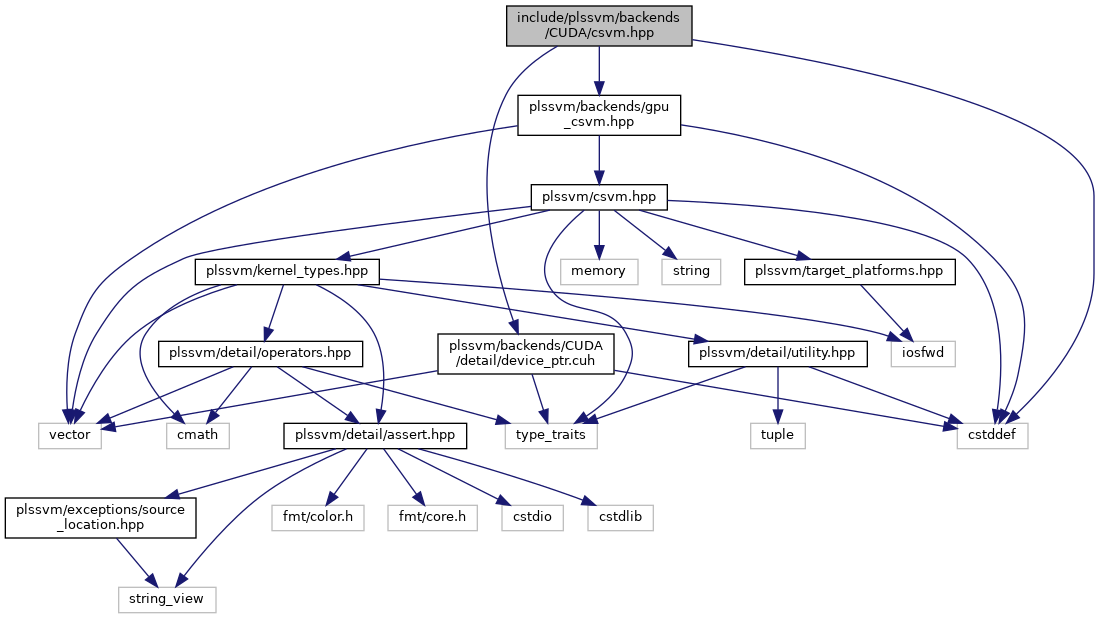 include/plssvm/backends
/CUDA/csvm.hpp
plssvm/backends/gpu
_csvm.hpp
plssvm/csvm.hpp
plssvm/kernel_types.hpp
memory
string
plssvm/target_platforms.hpp
plssvm/detail/operators.hpp
plssvm/backends/CUDA
/detail/device_ptr.cuh
plssvm/detail/utility.hpp
iosfwd
vector
cmath
plssvm/detail/assert.hpp
type_traits
tuple
cstddef
plssvm/exceptions/source
_location.hpp
fmt/color.h
fmt/core.h
cstdio
cstdlib
string_view